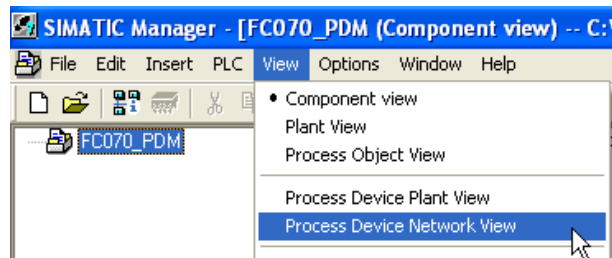 SIMATIC Manager - [FC070_PDM (Component view) -- C:\
File Edit Insert PLC View Options Window Help
• Component view
Plant View
FC070_PDM
Process Object View
Process Device Plant View
Process Device Network View